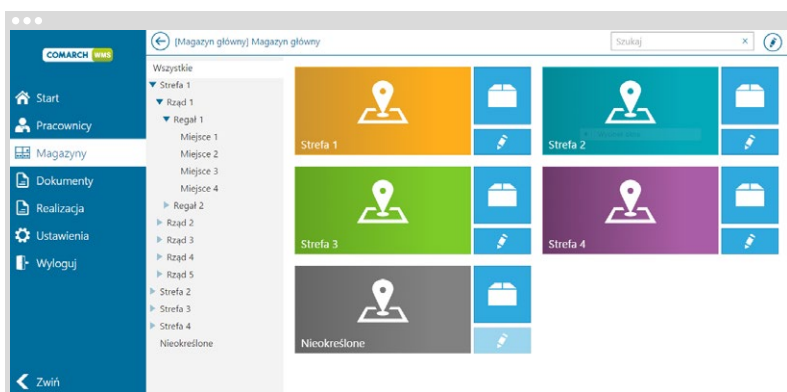 COMARCH WMS
Start
Pracownicy
Magazyny
Dokumenty
Realizacja
Ustawienia
Wyloguj
Zwiń
[Magazyn główny] Magazyn główny
Szukaj
Wszystkie
Strefa 1
Rząd 1
Regał 1
Miejsce 1
Miejsce 2
Miejsce 3
Miejsce 4
Regał 2
Rząd 2
Rząd 3
Rząd 4
Rząd 5
Strefa 2
Strefa 3
Strefa 4
Nieokreślone
Strefa 1
Strefa 2
Strefa 3
Strefa 4
Nieokreślone